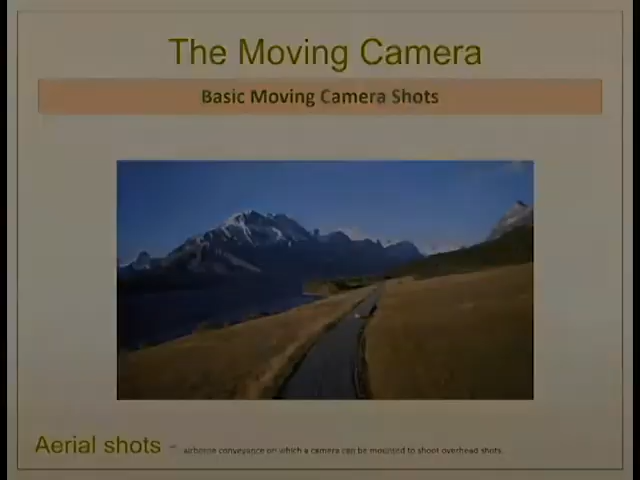 The Moving Camera
Basic Moving Camera Shots
Aerial shots – airborne conveyance on which a camera can be mounted to shoot overhead shots.